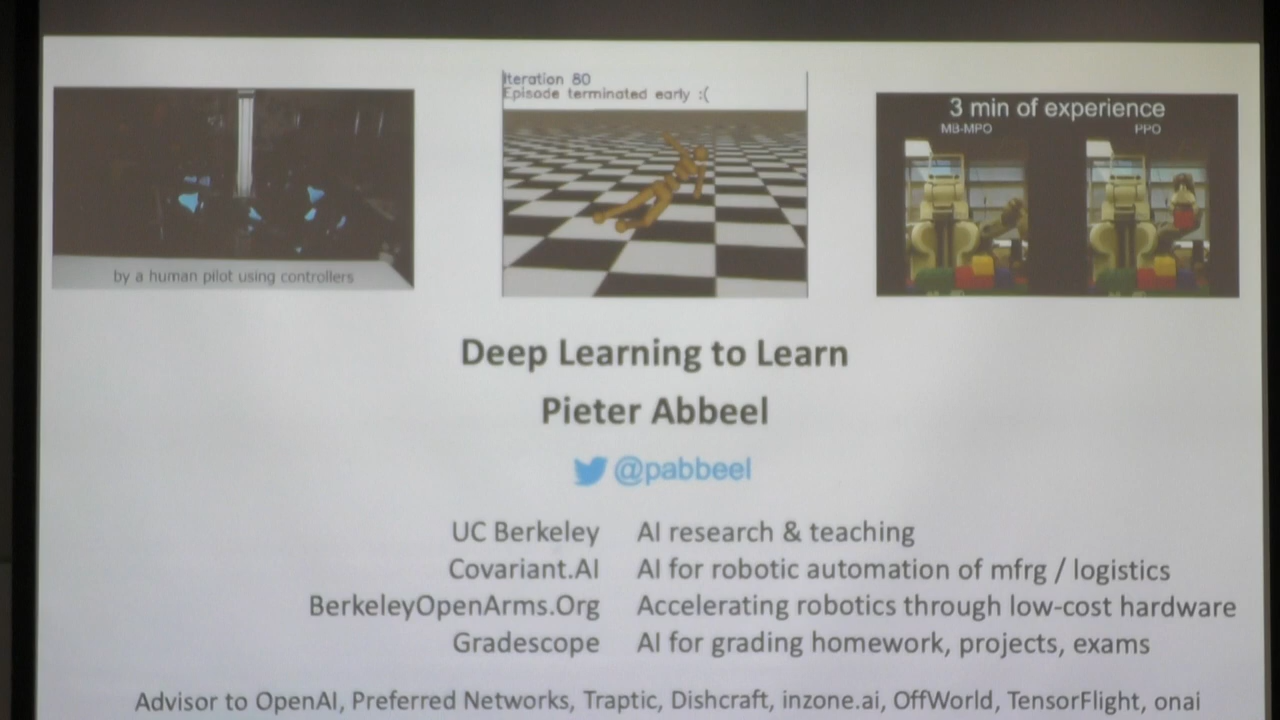 Iteration 80
Episode terminated early :(
3 min of experience
MB-MPO PPO
by a human pilot using controllers
Deep Learning to Learn
Pieter Abbeel
@pabbeel
UC Berkeley AI research & teaching
Covariant.AI AI for robotic automation of mfrg / logistics
BerkeleyOpenArms.Org Accelerating robotics through low-cost hardware
Gradescope AI for grading homework, projects, exams
Advisor to OpenAI, Preferred Networks, Traptic, Dishcraft, inzone.ai, OffWorld, TensorFlight, onai